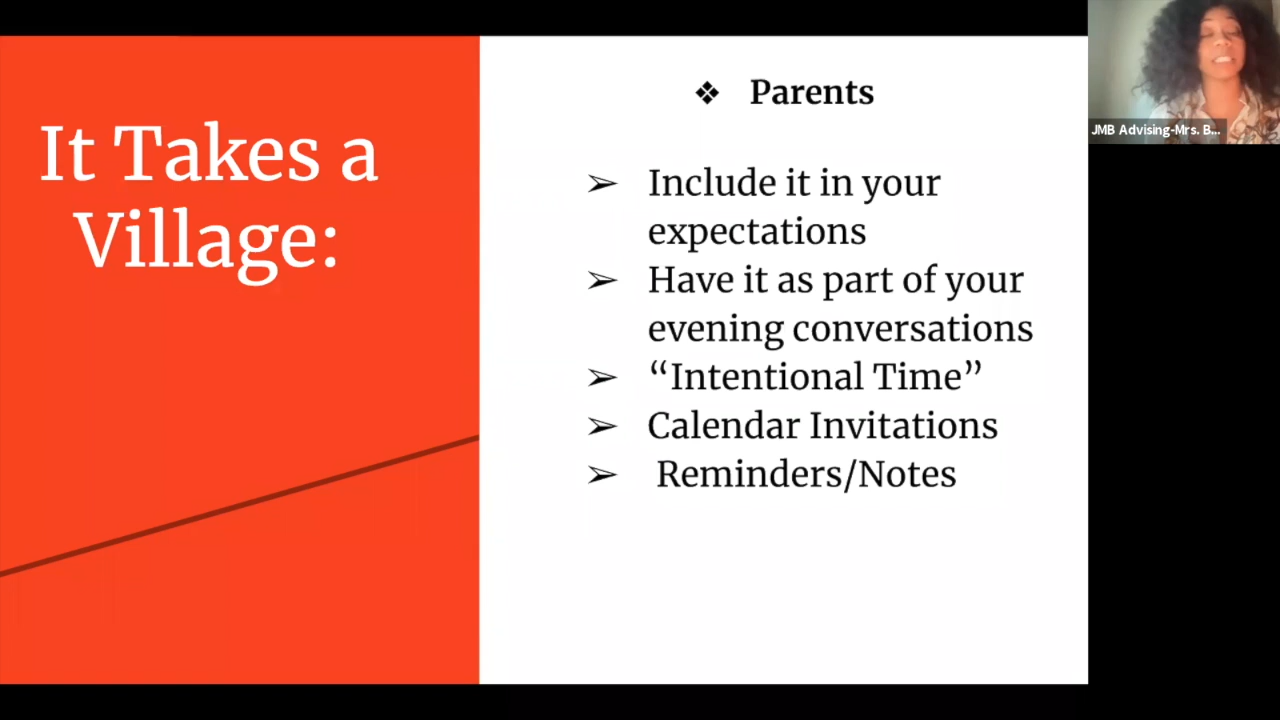 It Takes a
Village:
❖ Parents
➢ Include it in your
expectations
➢ Have it as part of your
evening conversations
➢ “Intentional Time”
➢ Calendar Invitations
➢ Reminders/Notes
JMB Advising-Mrs. B...